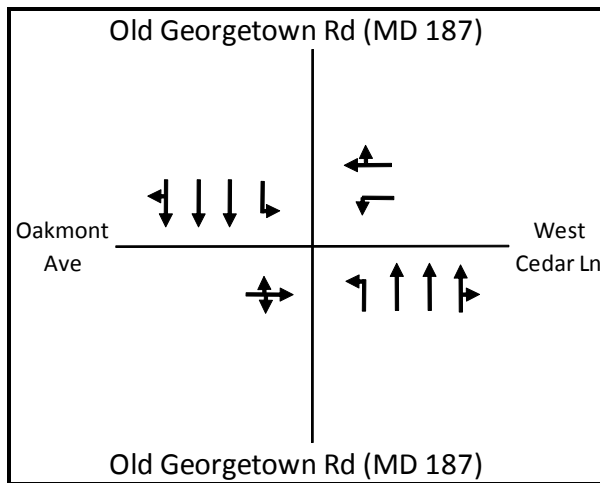 Old Georgetown Rd (MD 187)
Oakmont
Ave
West
Cedar Ln
Old Georgetown Rd (MD 187)